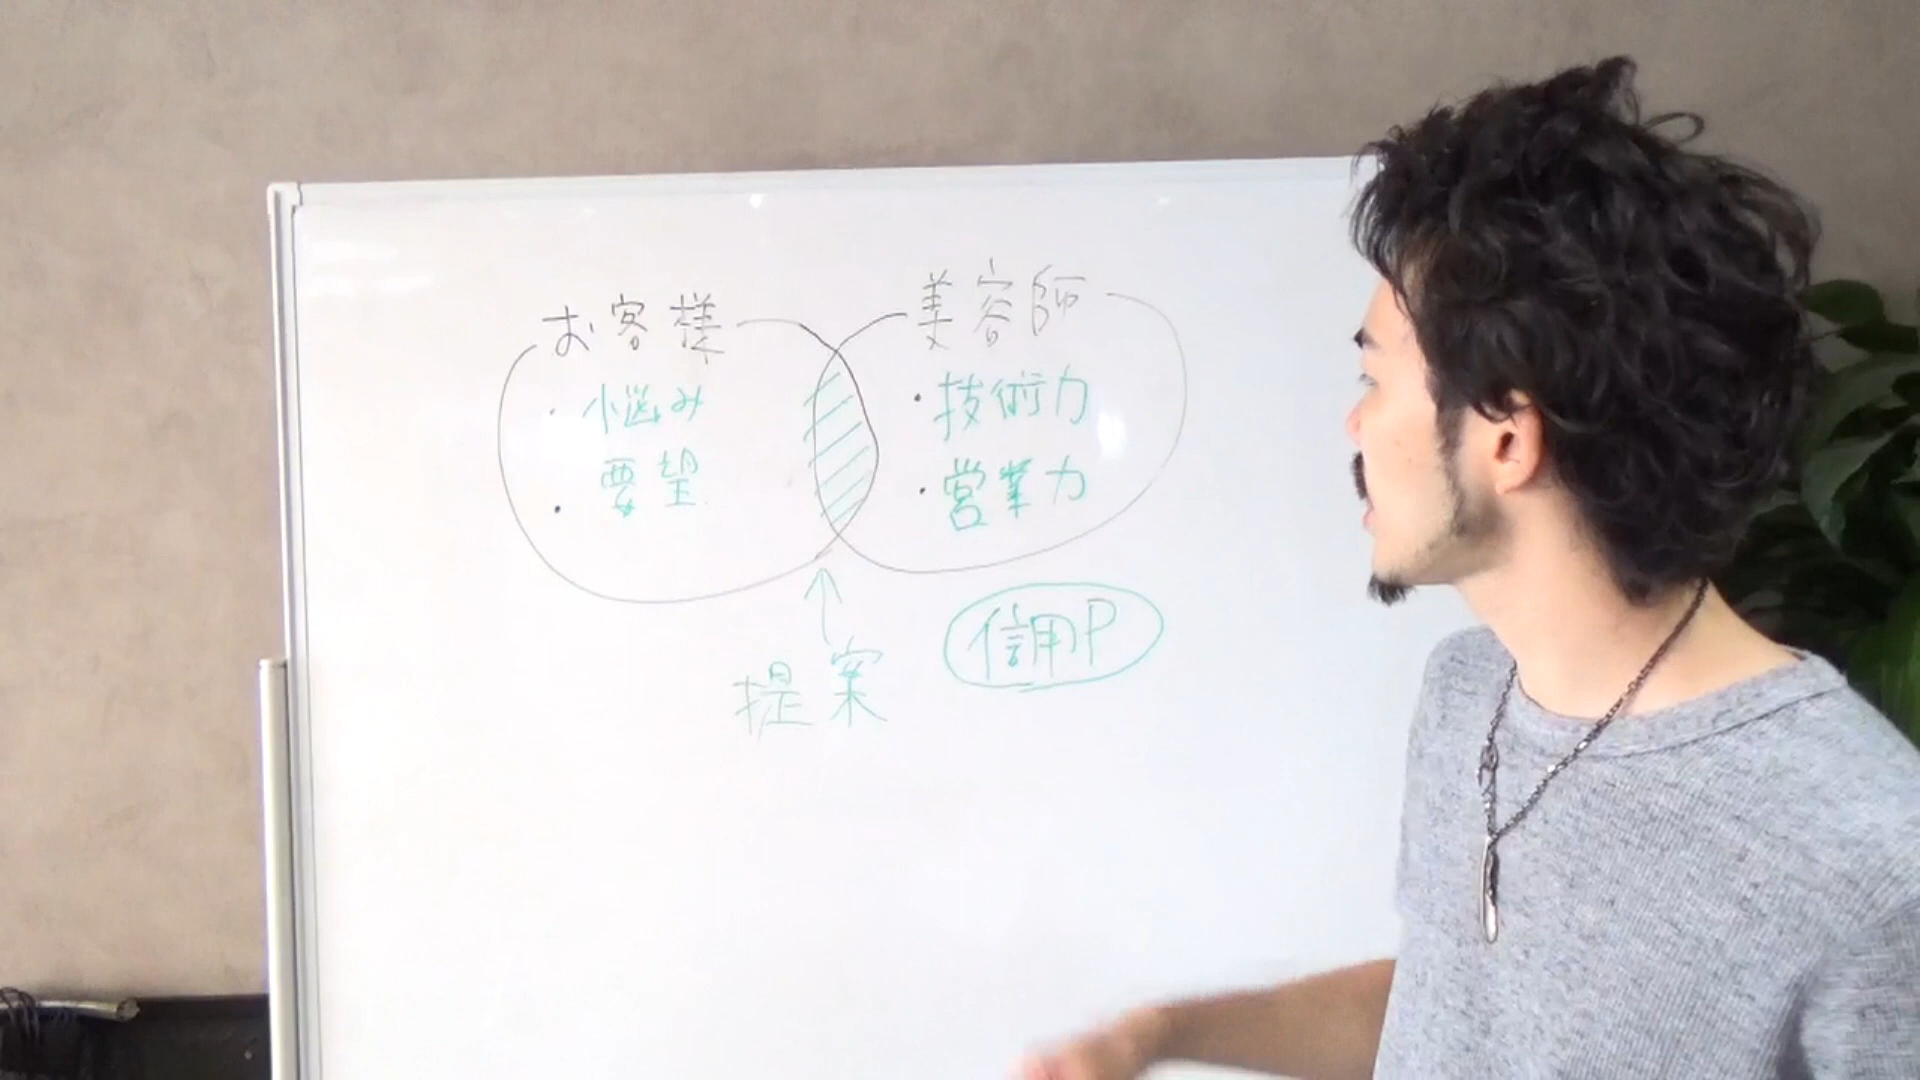 お客様
・悩み
・要望
美容師
・技術力
・営業力
提案
信用P